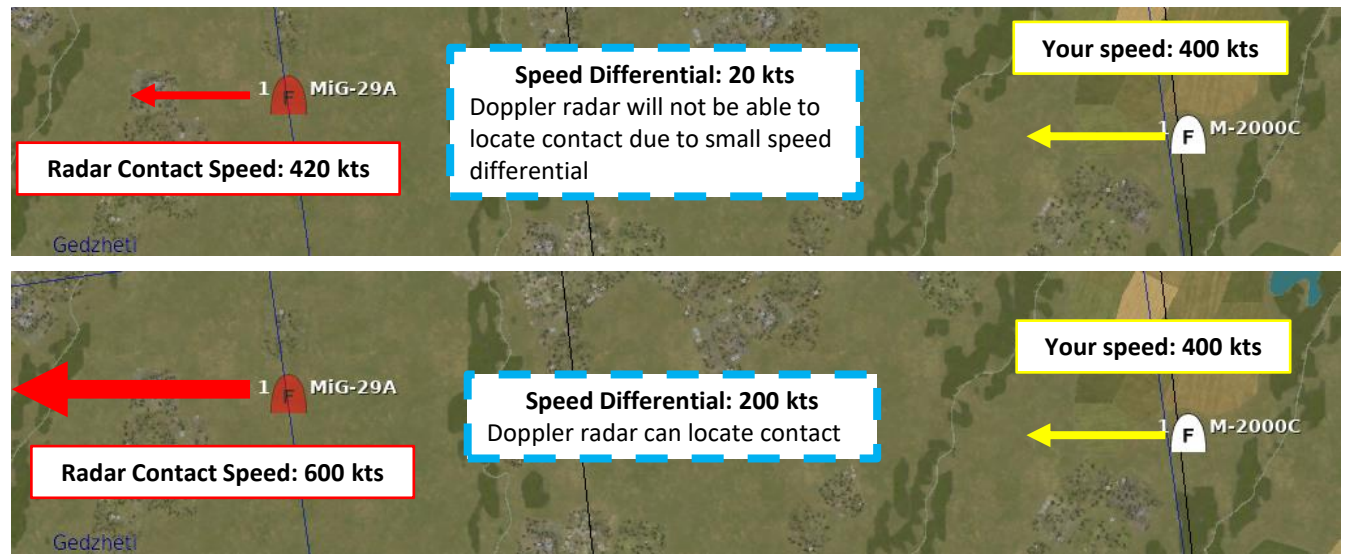 Your speed: 400 kts
Speed Differential: 20 kts
Doppler radar will not be able to
locate contact due to small speed
differential
1 F MiG-29A
1 F M-2000C
Radar Contact Speed: 420 kts
Gedzheti
Your speed: 400 kts
1 F MiG-29A
Speed Differential: 200 kts
Doppler radar can locate contact
1 F M-2000C
Radar Contact Speed: 600 kts
Gedzheti